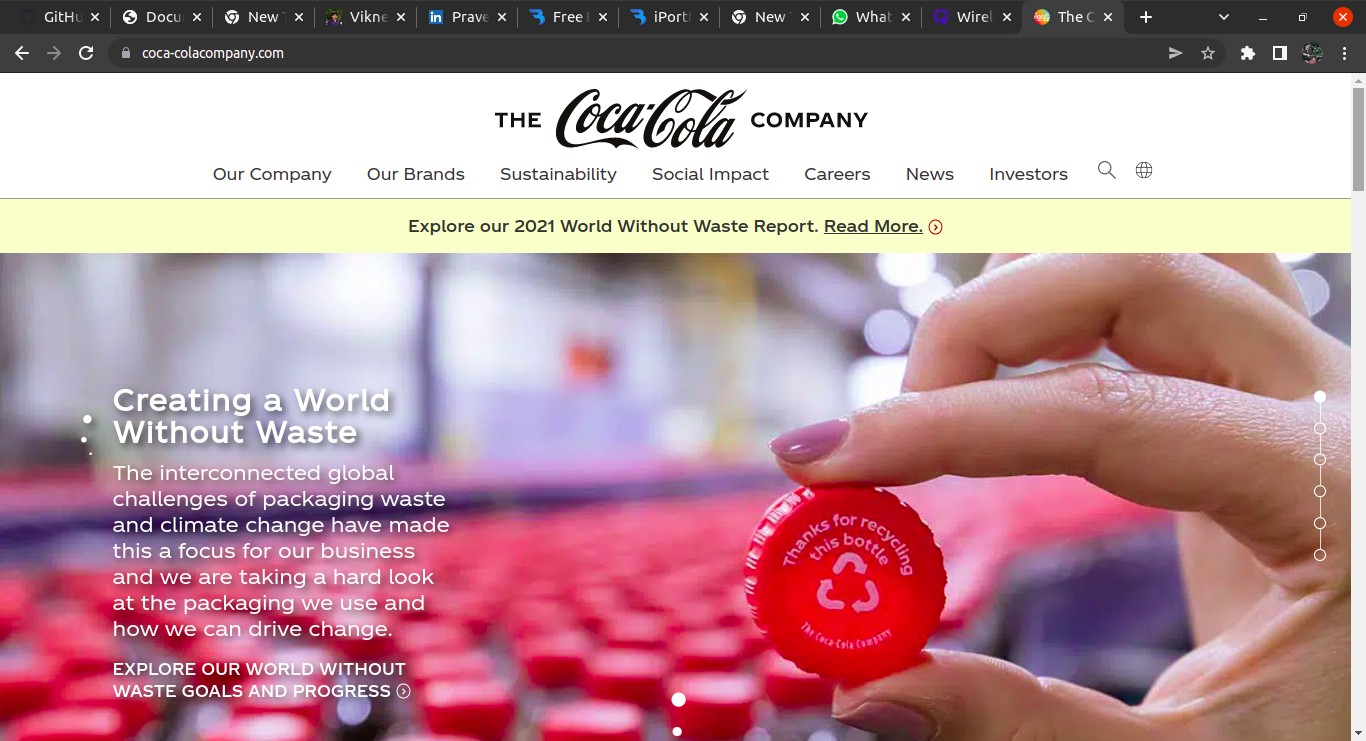 GitHu
Docu
New T
Vikne
Prave
Free E
iPortf
New T
What
Wirel
The C
coca-colacompany.com
THE Coca-Cola COMPANY
Our Company Our Brands Sustainability Social Impact Careers News Investors
Explore our 2021 World Without Waste Report. Read More.
Creating a World
Without Waste
The interconnected global
challenges of packaging waste
and climate change have made
this a focus for our business
and we are taking a hard look
at the packaging we use and
how we can drive change.
EXPLORE OUR WORLD WITHOUT
WASTE GOALS AND PROGRESS
Thanks for recycling
this bottle
The Coca-Cola Company